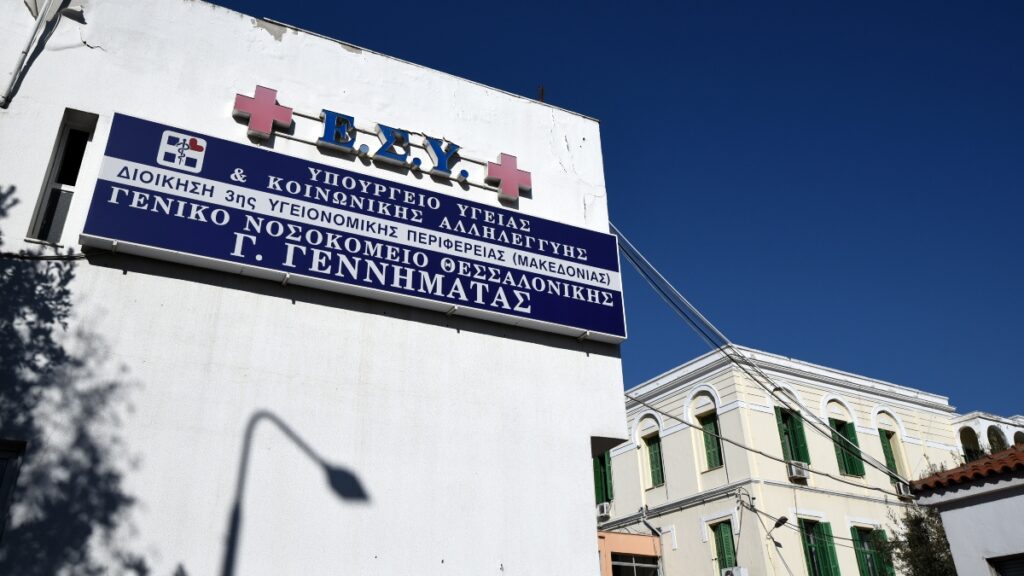 Ε.Σ.Υ.
ΥΠΟΥΡΓΕΙΟ ΥΓΕΙΑΣ
& ΚΟΙΝΩΝΙΚΗΣ ΑΛΛΗΛΕΓΓΥΗΣ
ΔΙΟΙΚΗΣΗ 3ης ΥΓΕΙΟΝΟΜΙΚΗΣ ΠΕΡΙΦΕΡΕΙΑΣ (ΜΑΚΕΔΟΝΙΑΣ)
ΓΕΝΙΚΟ ΝΟΣΟΚΟΜΕΙΟ ΘΕΣΣΑΛΟΝΙΚΗΣ
Γ. ΓΕΝΝΗΜΑΤΑΣ